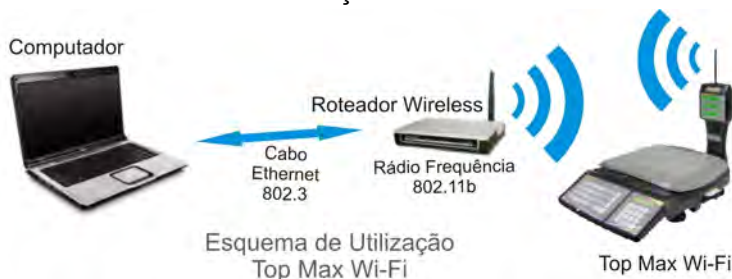 Computador
Roteador Wireless
Cabo
Ethernet
802.3
Rádio Frequência
802.11b
Esquema de Utilização
Top Max Wi-Fi
Top Max Wi-Fi